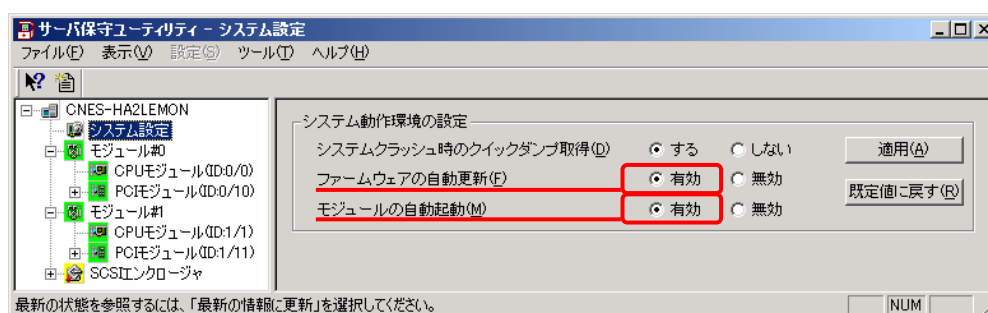 サーバ保守ユーティリティ - システム設定
ファイル(F) 表示(V) 設定(S) ツール(T) ヘルプ(H)
CNES-HA2LEMON
システム設定
モジュール#0
CPUモジュール(ID:0/0)
PCIモジュール(ID:0/10)
モジュール#1
CPUモジュール(ID:1/1)
PCIモジュール(ID:1/11)
SCSIエンクロージャ
システム動作環境の設定
システムクラッシュ時のクイックダンプ取得(D) する しない 適用(A)
ファームウェアの自動更新(F) 有効 無効 既定値に戻す(R)
モジュールの自動起動(M) 有効 無効
最新の状態を参照するには、「最新の情報に更新」を選択してください。 NUM